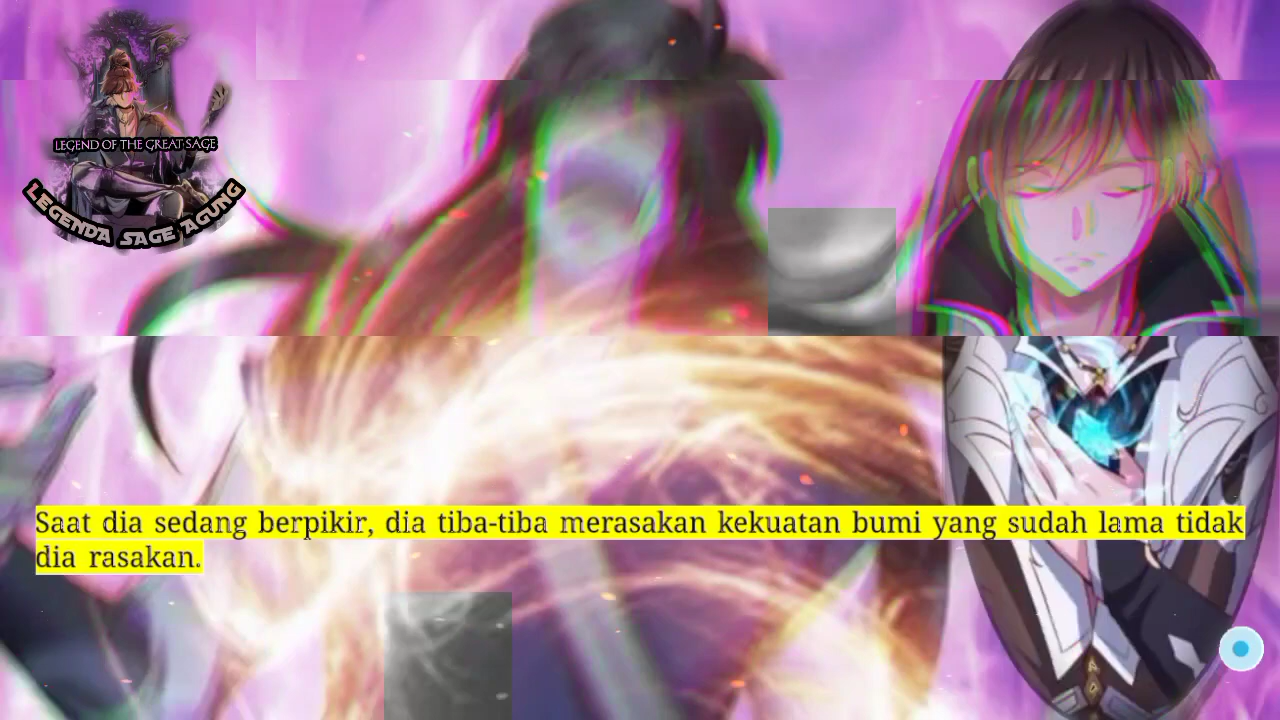 LEGEND OF THE GREAT SAGE
LEGENDA SAGE AGUNG
Saat dia sedang berpikir, dia tiba-tiba merasakan kekuatan bumi yang sudah lama tidak
dia rasakan.